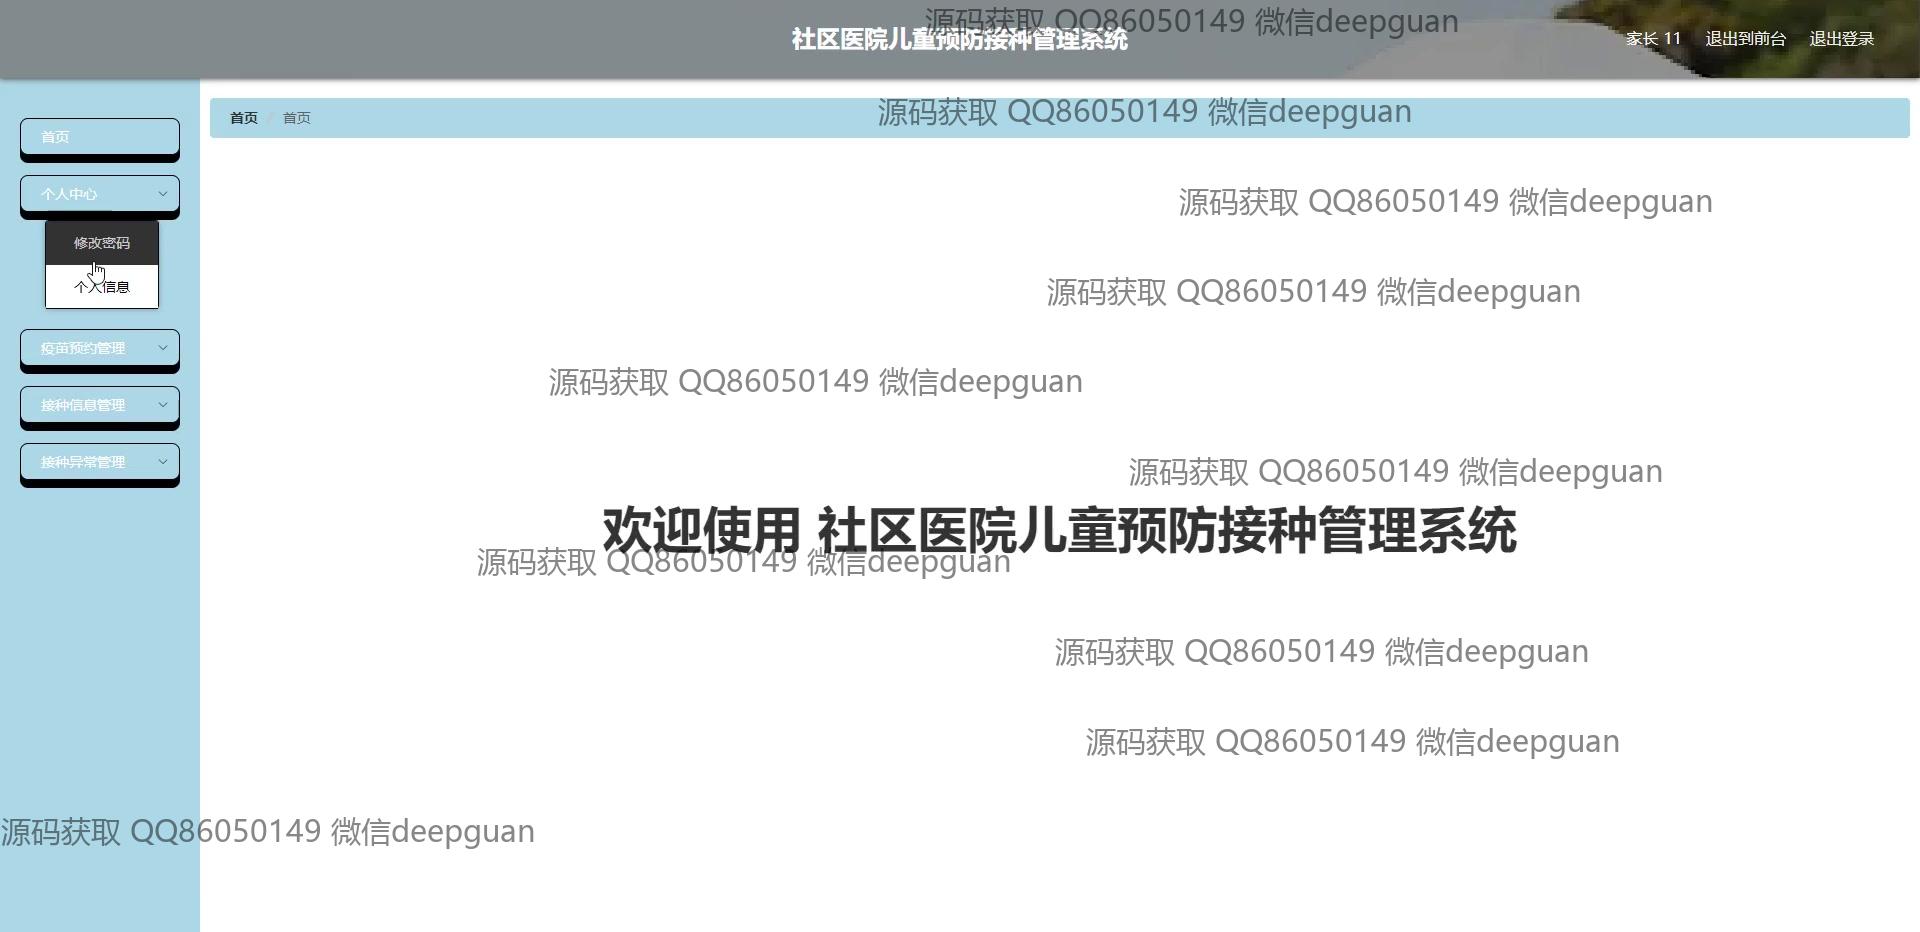 源码获取 QQ86050149 微信deepguan
社区医院儿童预防接种管理系统
家长 11 退出到前台 退出登录
首页 / 首页
源码获取 QQ86050149 微信deepguan
首页
个人中心
源码获取 QQ86050149 微信deepguan
修改密码
个人信息
源码获取 QQ86050149 微信deepguan
疫苗预约管理
源码获取 QQ86050149 微信deepguan
接种信息管理
接种异常管理
源码获取 QQ86050149 微信deepguan
欢迎使用 社区医院儿童预防接种管理系统
源码获取 QQ86050149 微信deepguan
源码获取 QQ86050149 微信deepguan
源码获取 QQ86050149 微信deepguan
源码获取 QQ86050149 微信deepguan